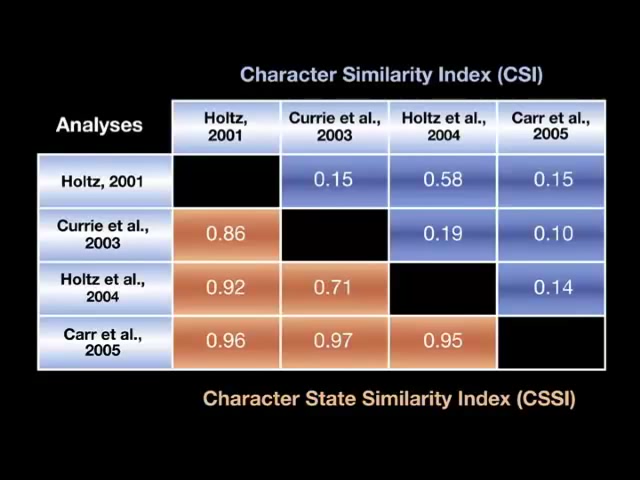 Character Similarity Index (CSI)
Analyses
Holtz,
2001
Currie et al.,
2003
Holtz et al.,
2004
Carr et al.,
2005
Holtz, 2001
0.15
0.58
0.15
Currie et al.,
2003
0.86
0.19
0.10
Holtz et al.,
2004
0.92
0.71
0.14
Carr et al.,
2005
0.96
0.97
0.95
Character State Similarity Index (CSSI)